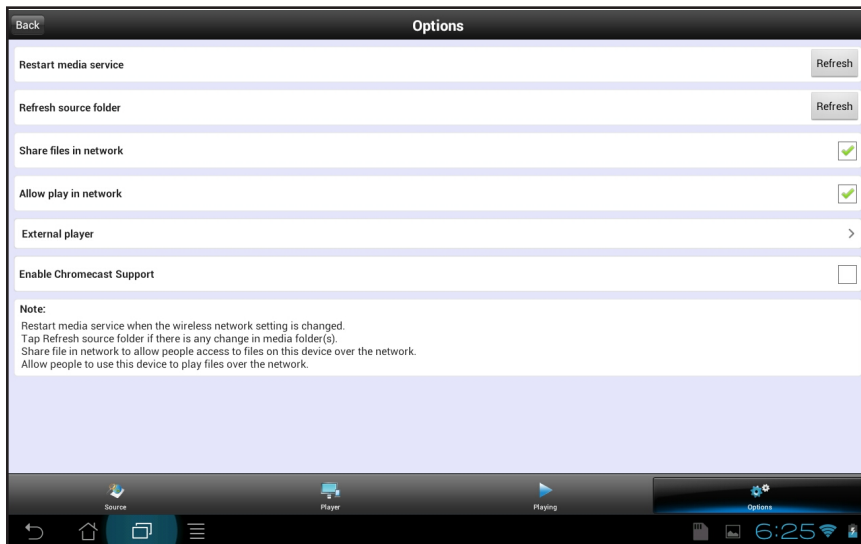 Back
Options
Restart media service
Refresh
Refresh source folder
Refresh
Share files in network
Allow play in network
External player
Enable Chromecast Support
Note:
Restart media service when the wireless network setting is changed.
Tap Refresh source folder if there is any change in media folder(s).
Share file in network to allow people access to files on this device over the network.
Allow people to use this device to play files over the network.
Source
Player
Playing
Options
6:25